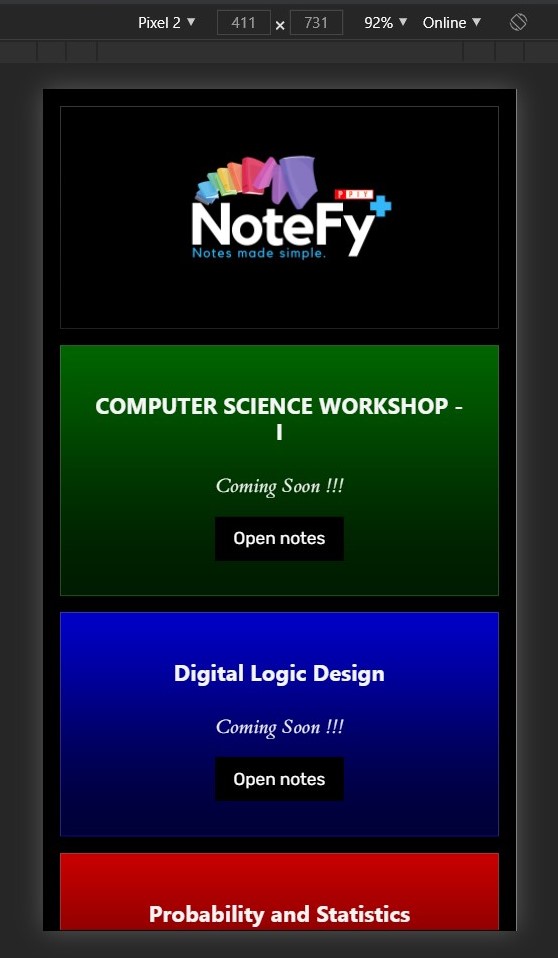 Pixel 2 ▼ 411 × 731 92% ▼ Online ▼
PPIY
NoteFy+
Notes made simple.
COMPUTER SCIENCE WORKSHOP -
I
Coming Soon !!!
Open notes
Digital Logic Design
Coming Soon !!!
Open notes
Probability and Statistics